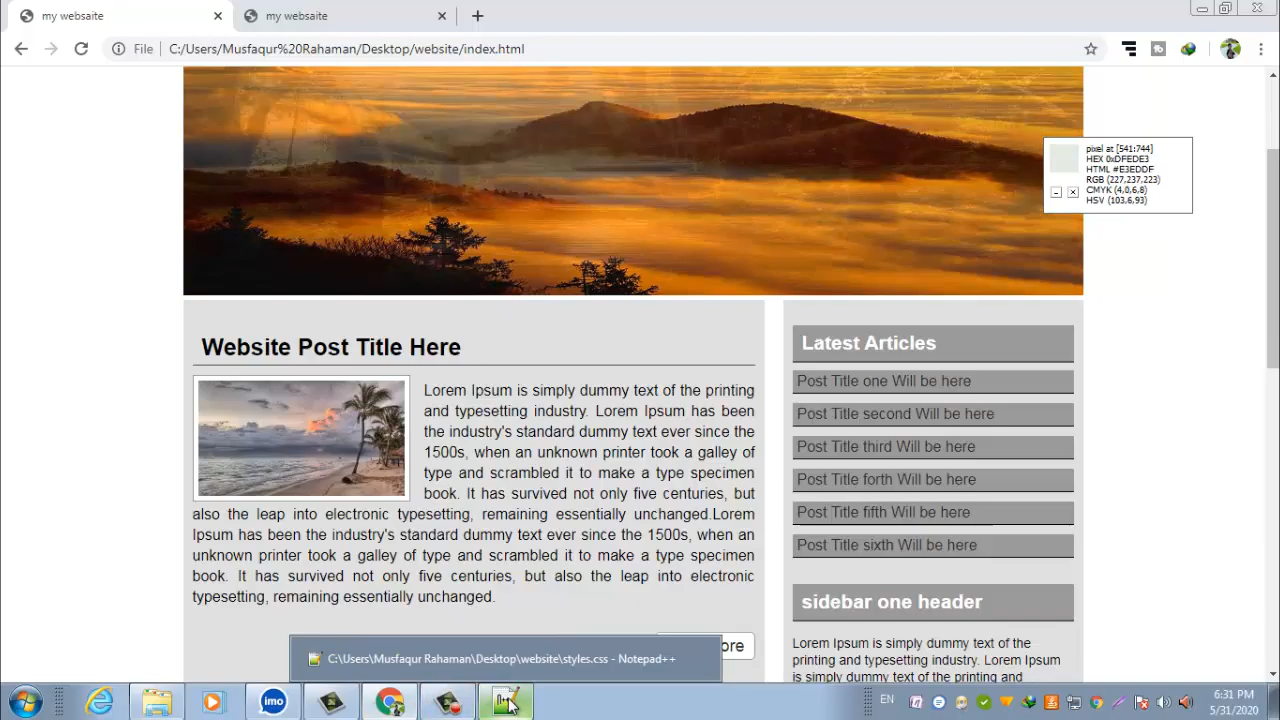 my websaite
my websaite
File
C:/Users/Musfaqur%20Rahaman/Desktop/website/index.html
pixel at [541:744]
HEX 0xDFEDE3
HTML #E3EDDF
RGB (227,237,223)
CMYK (4,0,6,8)
HSV (103,6,93)
Website Post Title Here
Lorem Ipsum is simply dummy text of the printing
and typesetting industry. Lorem Ipsum has been
the industry's standard dummy text ever since the
1500s, when an unknown printer took a galley of
type and scrambled it to make a type specimen
book. It has survived not only five centuries, but
also the leap into electronic typesetting, remaining essentially unchanged.Lorem
Ipsum has been the industry's standard dummy text ever since the 1500s, when an
unknown printer took a galley of type and scrambled it to make a type specimen
book. It has survived not only five centuries, but also the leap into electronic
typesetting, remaining essentially unchanged.
ore
Latest Articles
Post Title one Will be here
Post Title second Will be here
Post Title third Will be here
Post Title forth Will be here
Post Title fifth Will be here
Post Title sixth Will be here
sidebar one header
Lorem Ipsum is simply dummy text of the
printing and typesetting industry. Lorem Ipsum
is simply dummy text of the printing and
C:\Users\Musfaqur Rahaman\Desktop\website\styles.css - Notepad++
imo
EN
6:31 PM
5/31/2020